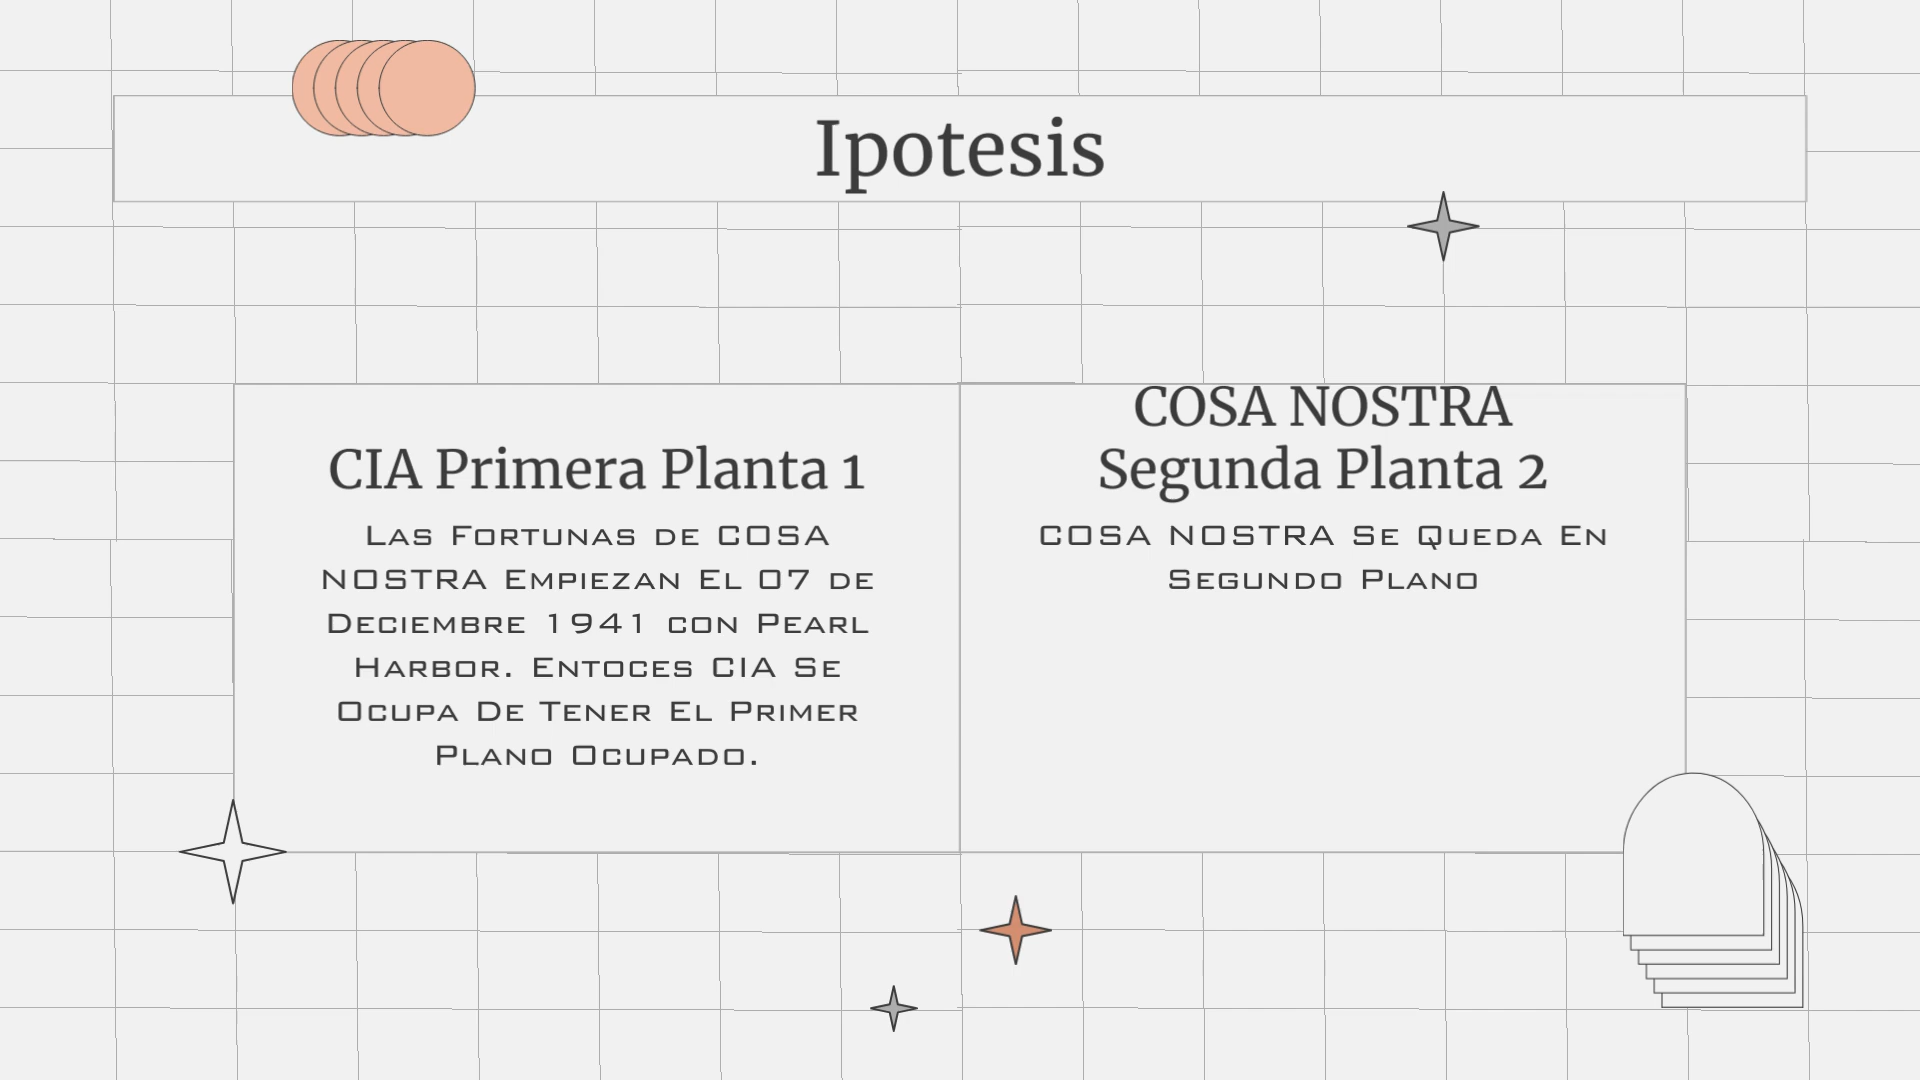 Ipotesis
CIA Primera Planta 1
Las Fortunas de COSA
NOSTRA Empiezan El 07 de
Deciembre 1941 con Pearl
Harbor. Entoces CIA Se
Ocupa De Tener El Primer
Plano Ocupado.
COSA NOSTRA
Segunda Planta 2
COSA NOSTRA Se Queda En
Segundo Plano